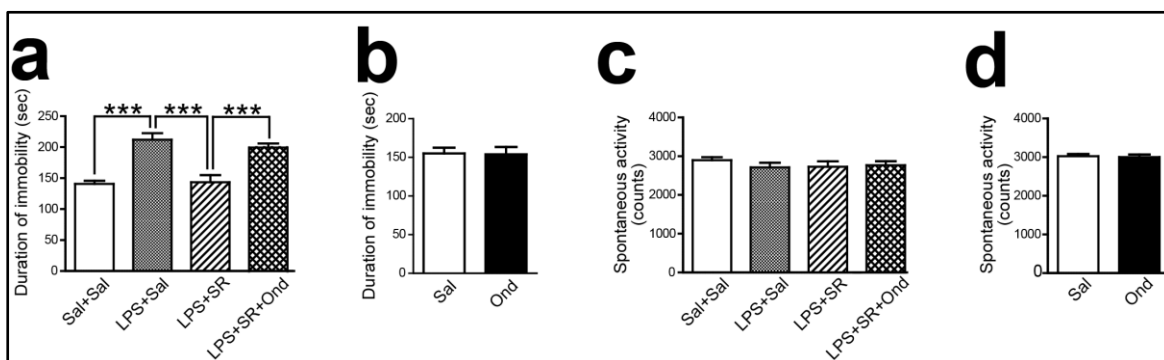 a
Duration of immobility (sec)
250
200
150
100
50
0
*** *** ***
Sal+Sal
LPS+Sal
LPS+SR
LPS+SR+Ond
b
Duration of immobility (sec)
200
150
100
50
0
Sal
Ond
c
Spontaneous activity
(counts)
4000
3000
2000
1000
0
Sal+Sal
LPS+Sal
LPS+SR
LPS+SR+Ond
d
Spontaneous activity
(counts)
4000
3000
2000
1000
0
Sal
Ond